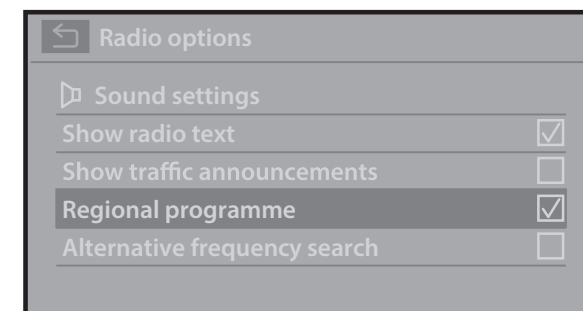 Radio options
Sound settings
Show radio text
Show traffic announcements
Regional programme
Alternative frequency search